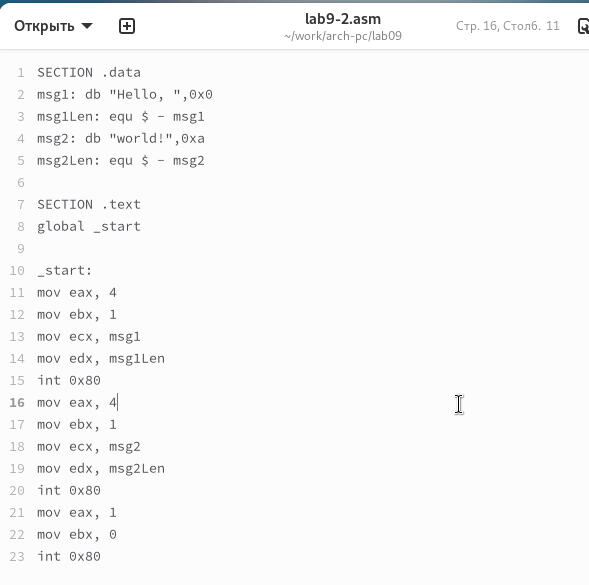 Открыть
lab9-2.asm
~/work/arch-pc/lab09
Стр. 16, Столб. 11
1 SECTION .data
2 msg1: db "Hello, ",0x0
3 msg1Len: equ $ - msg1
4 msg2: db "world!",0xa
5 msg2Len: equ $ - msg2
6
7 SECTION .text
8 global _start
9
10 _start:
11 mov eax, 4
12 mov ebx, 1
13 mov ecx, msg1
14 mov edx, msg1Len
15 int 0x80
16 mov eax, 4
17 mov ebx, 1
18 mov ecx, msg2
19 mov edx, msg2Len
20 int 0x80
21 mov eax, 1
22 mov ebx, 0
23 int 0x80